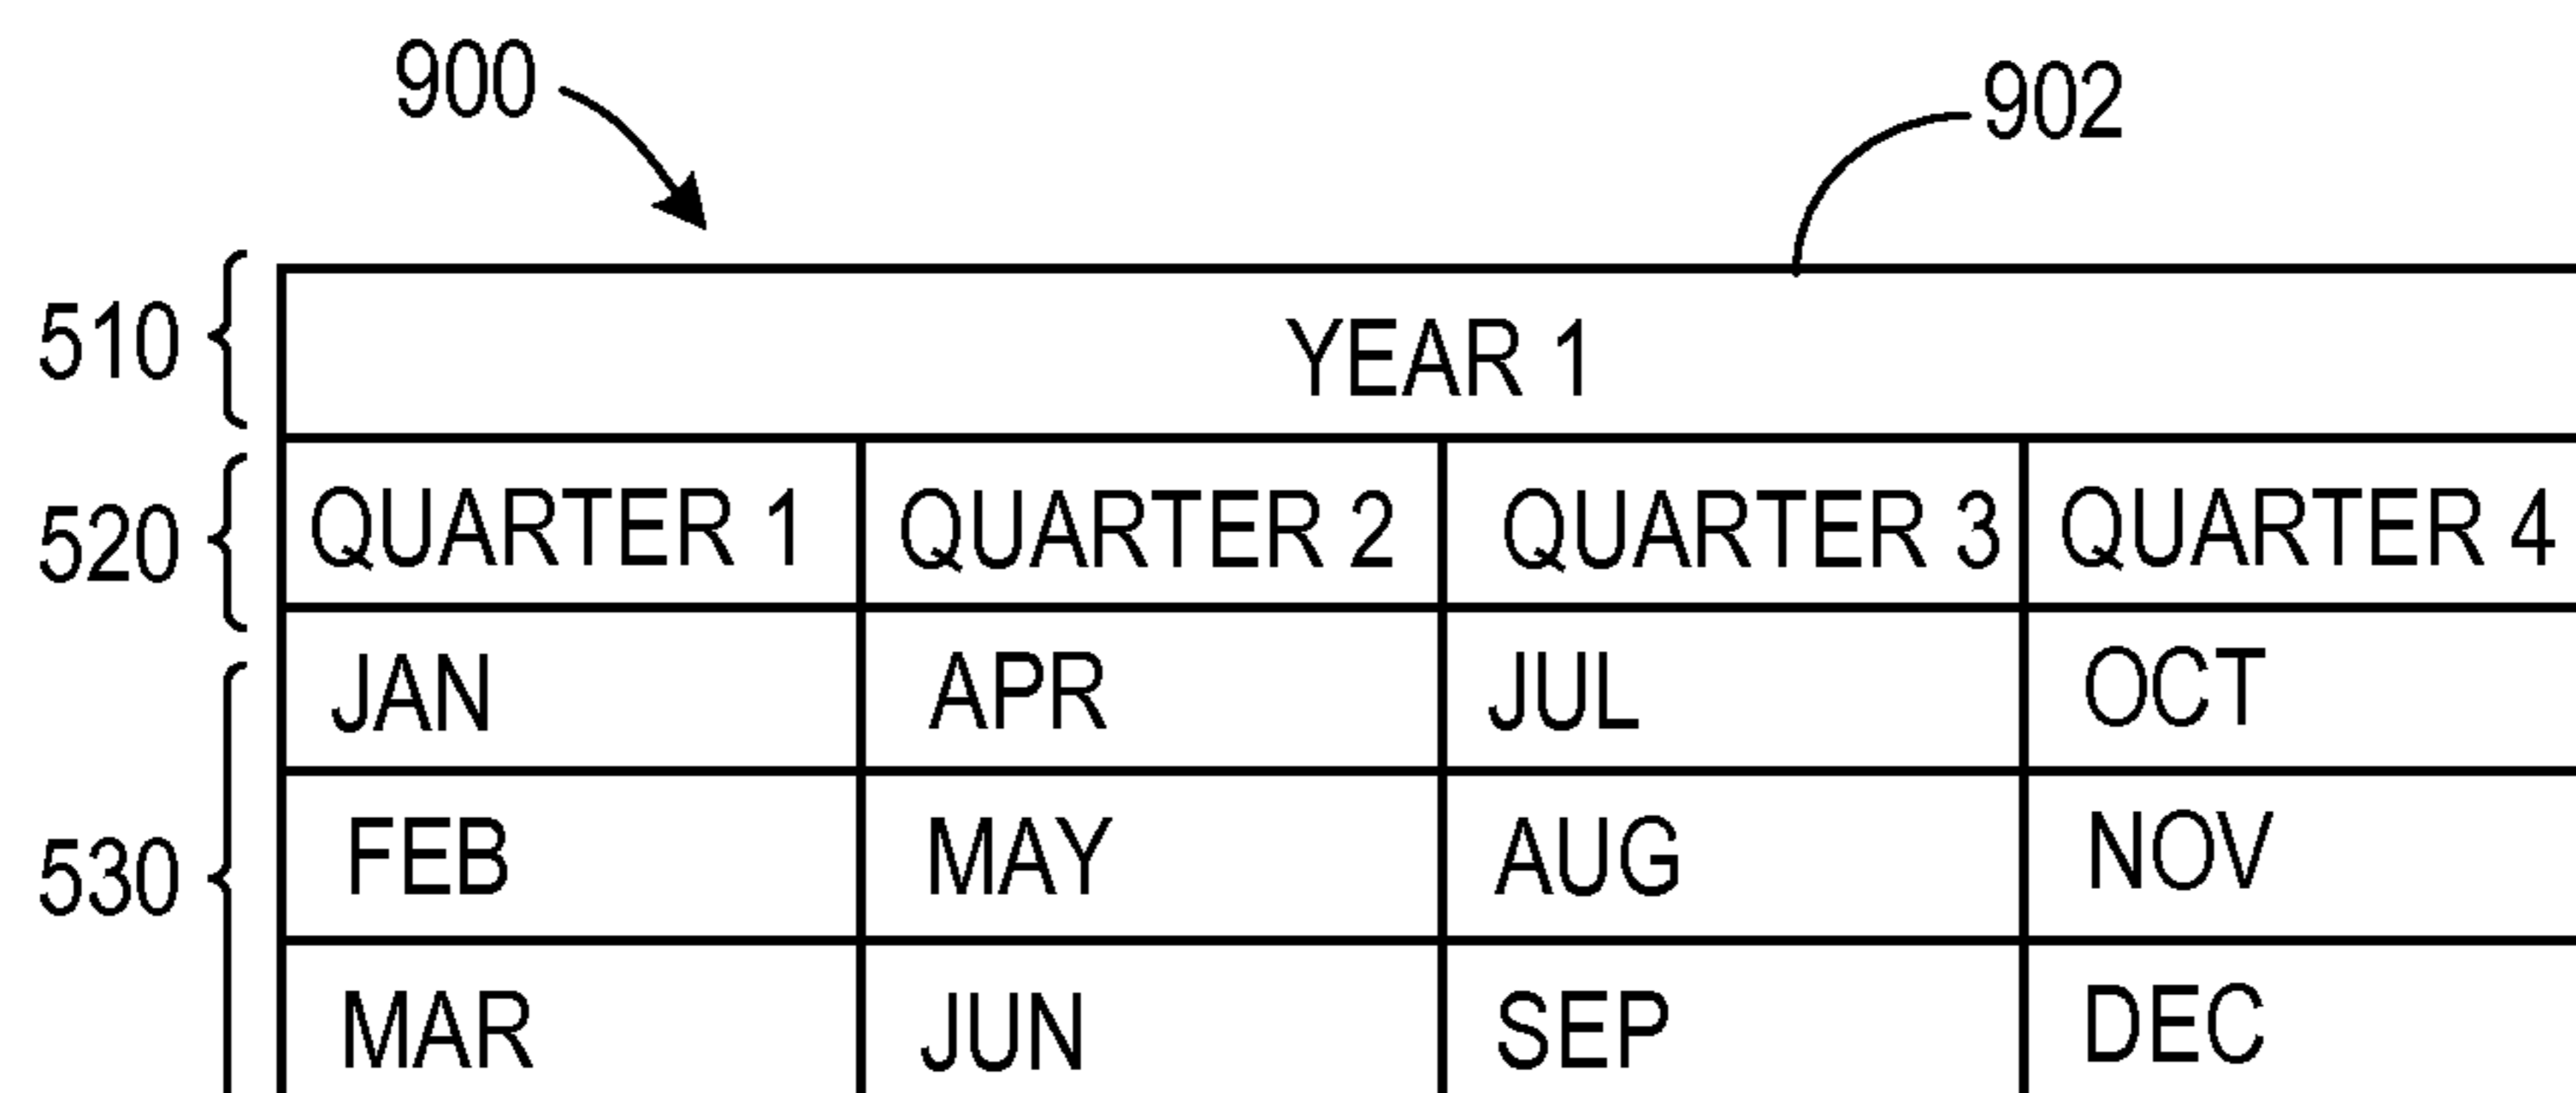 900
902
510
YEAR 1
520
QUARTER 1 QUARTER 2 QUARTER 3 QUARTER 4
JAN APR JUL OCT
530
FEB MAY AUG NOV
MAR JUN SEP DEC